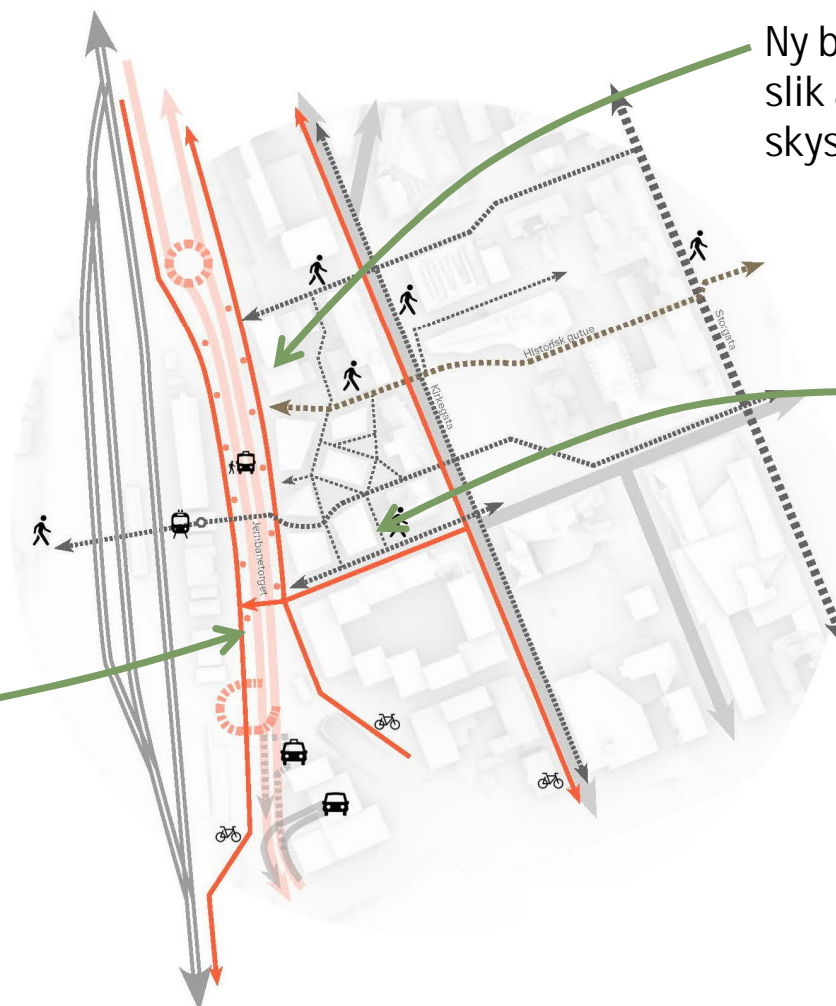 Ny b
slik
skys
Storgata
Historisk gutue
Kirkegata
Jernbanetorget